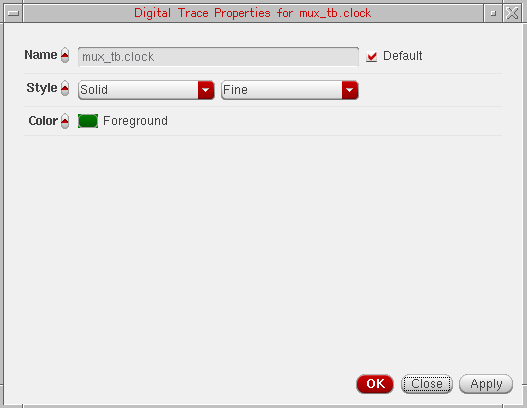 Digital Trace Properties for mux_tb.clock
Name mux_tb.clock Default
Style Solid Fine
Color Foreground
OK Close Apply